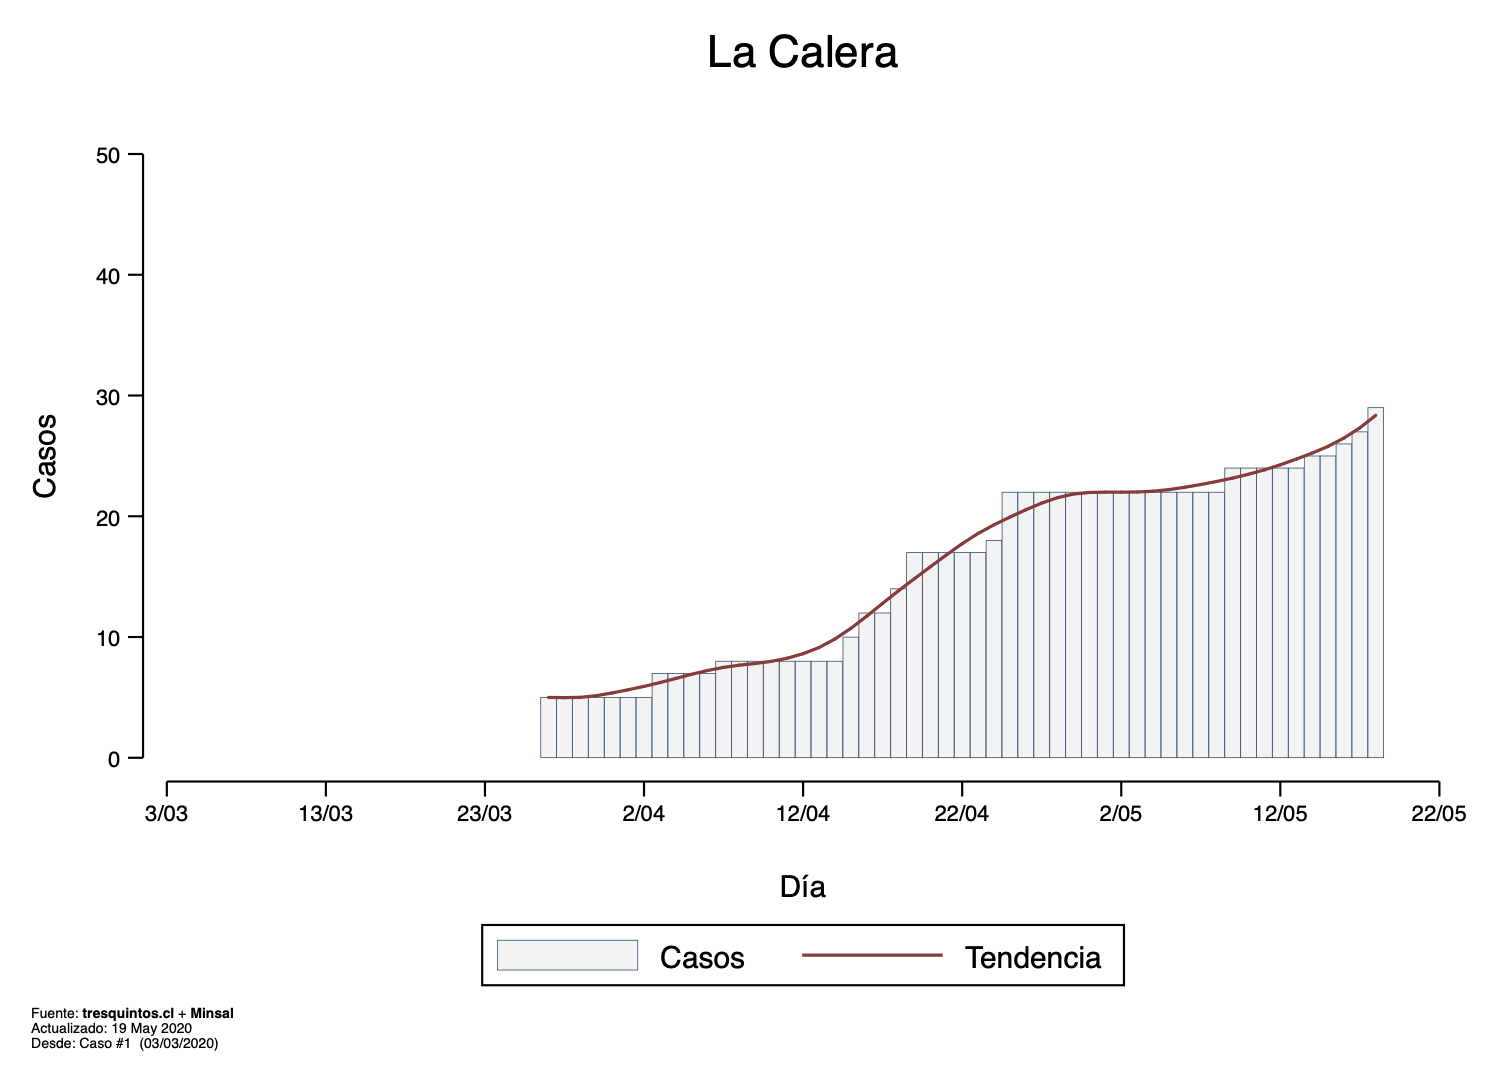 La Calera
50
40
30
20
10
0
Casos
3/03 13/03 23/03 2/04 12/04 22/04 2/05 12/05 22/05
Día
Casos Tendencia
Fuente: tresquintos.cl + Minsal
Actualizado: 19 May 2020
Desde: Caso #1 (03/03/2020)